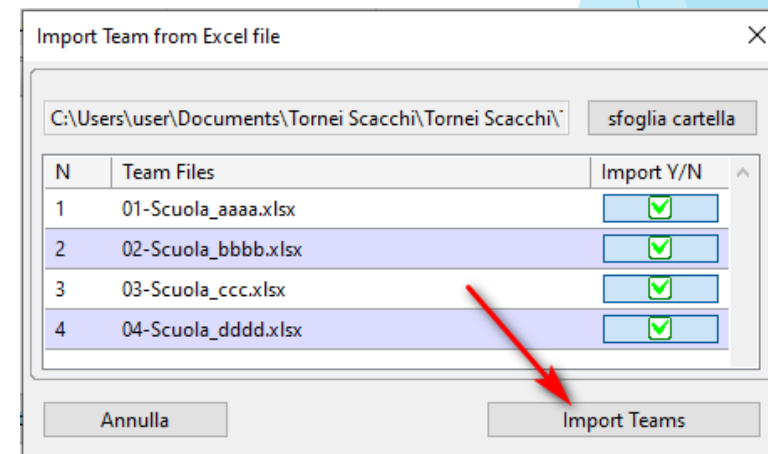 Import Team from Excel file
C:\Users\user\Documents\Tornei Scacchi\Tornei Scacchi\ sfoglia cartella
N Team Files Import Y/N
1 01-Scuola_aaaa.xlsx
2 02-Scuola_bbbb.xlsx
3 03-Scuola_ccc.xlsx
4 04-Scuola_dddd.xlsx
Annulla Import Teams